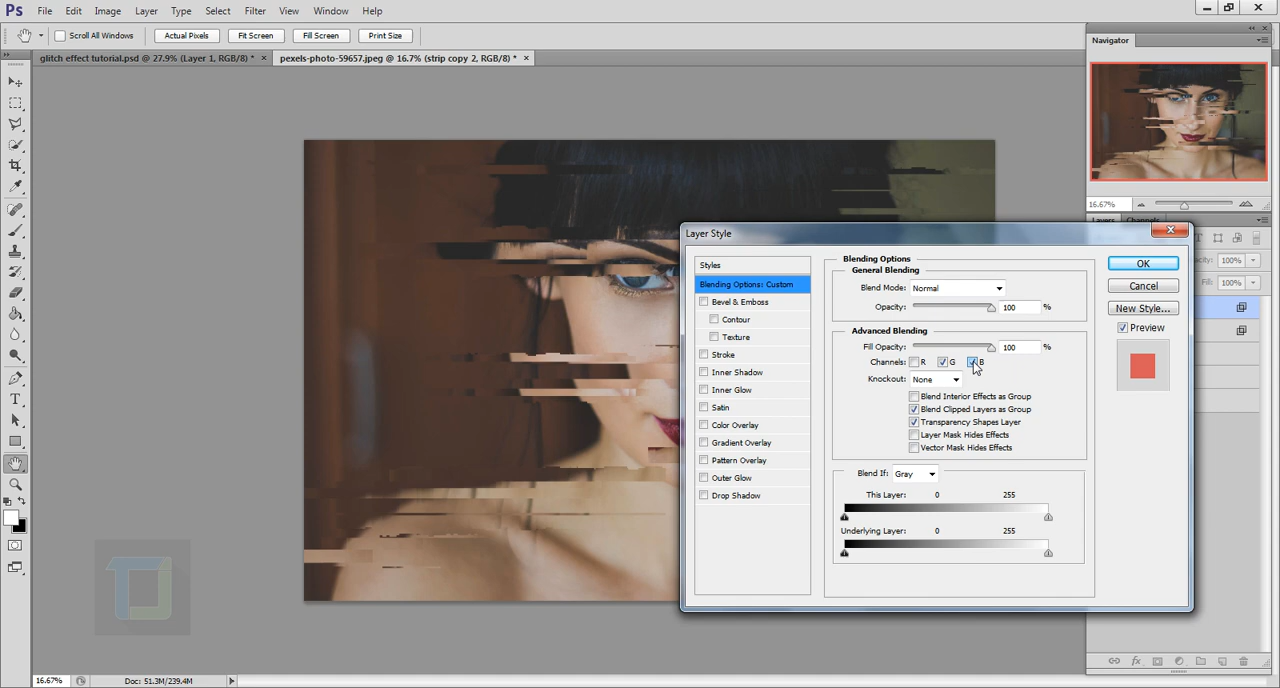 Ps File Edit Image Layer Type Select Filter View Window Help
Scroll All Windows Actual Pixels Fit Screen Fill Screen Print Size
glitch effect tutorial.psd @ 27.9% (Layer 1, RGB/8) * × pexels-photo-59657.jpeg @ 16.7% (strip copy 2, RGB/8) * ×
Navigator
16.67%
Layers Channels
100%
Fill: 100%
Layer Style
Styles
Blending Options: Custom
Bevel & Emboss
Contour
Texture
Stroke
Inner Shadow
Inner Glow
Satin
Color Overlay
Gradient Overlay
Pattern Overlay
Outer Glow
Drop Shadow
Blending Options
General Blending
Blend Mode: Normal
Opacity: 100 %
Advanced Blending
Fill Opacity: 100 %
Channels: R G B
Knockout: None
Blend Interior Effects as Group
Blend Clipped Layers as Group
Transparency Shapes Layer
Layer Mask Hides Effects
Vector Mask Hides Effects
Blend If: Gray
This Layer: 0 255
Underlying Layer: 0 255
OK
Cancel
New Style...
Preview
16.67% Doc: 51.3M/239.4M